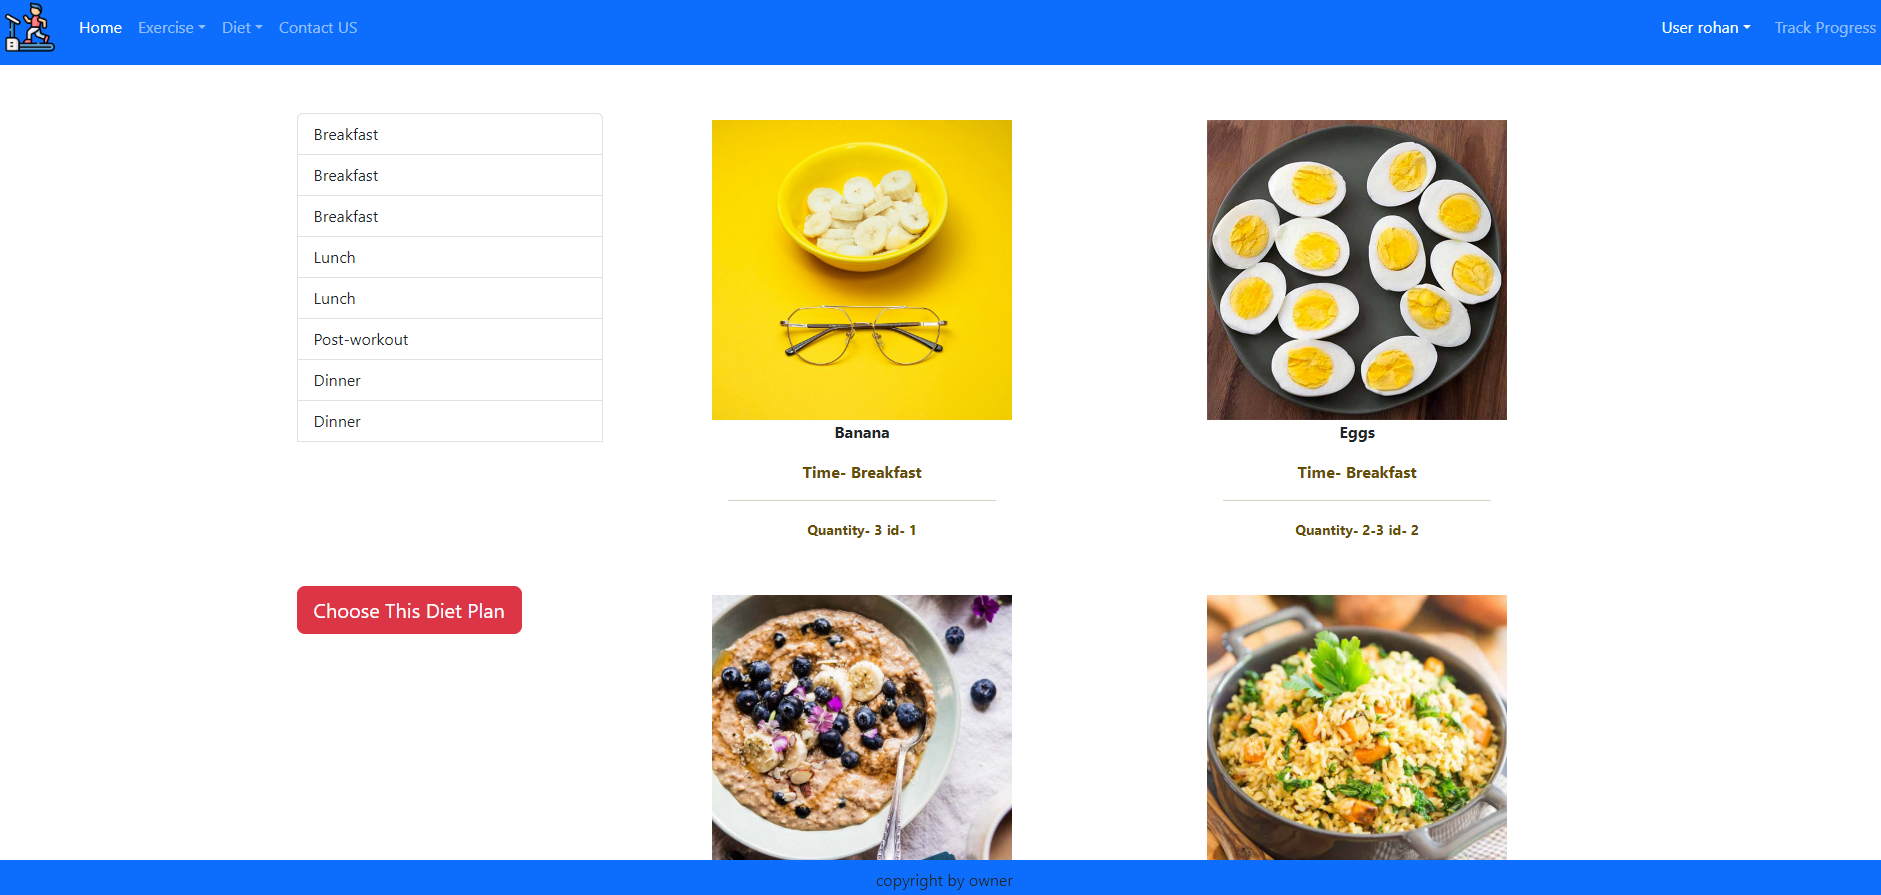 Home Exercise Diet Contact US User rohan Track Progress
Breakfast
Breakfast
Breakfast
Lunch
Lunch
Post-workout
Dinner
Dinner
Choose This Diet Plan
Banana
Time- Breakfast
Quantity- 3 id- 1
Eggs
Time- Breakfast
Quantity- 2-3 id- 2
copyright by owner